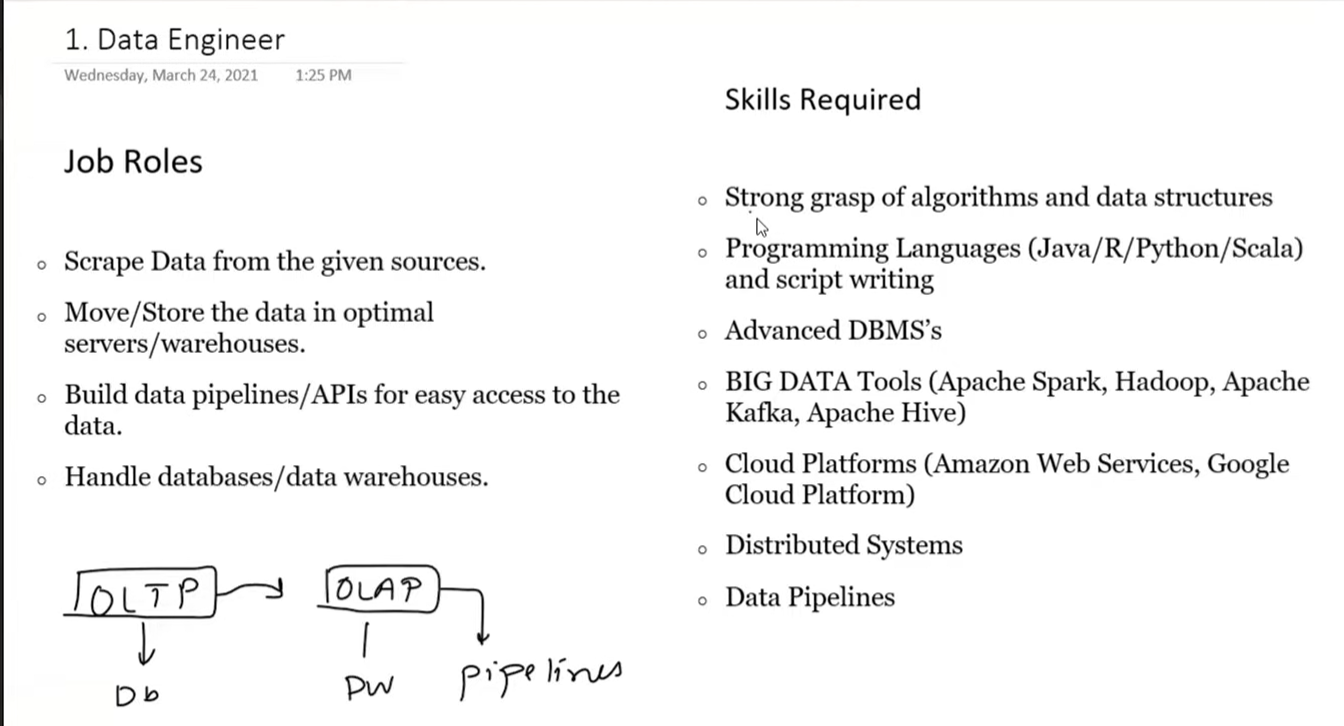 1. Data Engineer
Wednesday, March 24, 2021 1:25 PM
Job Roles
◦ Scrape Data from the given sources.
◦ Move/Store the data in optimal
servers/warehouses.
◦ Build data pipelines/APIs for easy access to the
data.
◦ Handle databases/data warehouses.
OLTP
OLAP
Db
DW
pipelines
Skills Required
◦ Strong grasp of algorithms and data structures
◦ Programming Languages (Java/R/Python/Scala)
and script writing
◦ Advanced DBMS’s
◦ BIG DATA Tools (Apache Spark, Hadoop, Apache
Kafka, Apache Hive)
◦ Cloud Platforms (Amazon Web Services, Google
Cloud Platform)
◦ Distributed Systems
◦ Data Pipelines